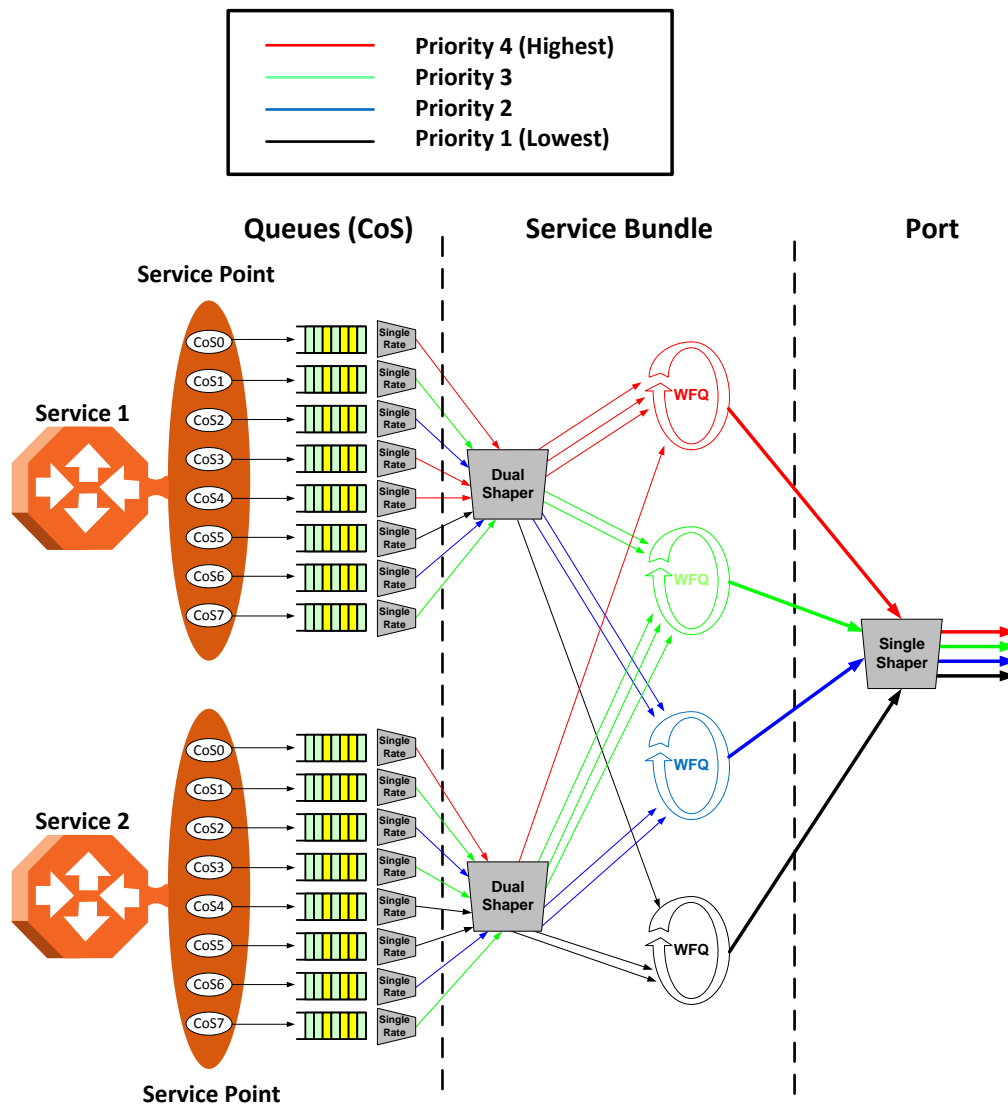 Priority 4 (Highest)
Priority 3
Priority 2
Priority 1 (Lowest)
Queues (CoS)
Service Bundle
Port
Service Point
Service 1
CoS0
CoS1
CoS2
CoS3
CoS4
CoS5
CoS6
CoS7
Single
Rate
Single
Rate
Single
Rate
Single
Rate
Single
Rate
Single
Rate
Single
Rate
Single
Rate
Dual
Shaper
WFQ
WFQ
WFQ
WFQ
Single
Shaper
Service 2
CoS0
CoS1
CoS2
CoS3
CoS4
CoS5
CoS6
CoS7
Single
Rate
Single
Rate
Single
Rate
Single
Rate
Single
Rate
Single
Rate
Single
Rate
Single
Rate
Dual
Shaper
Service Point